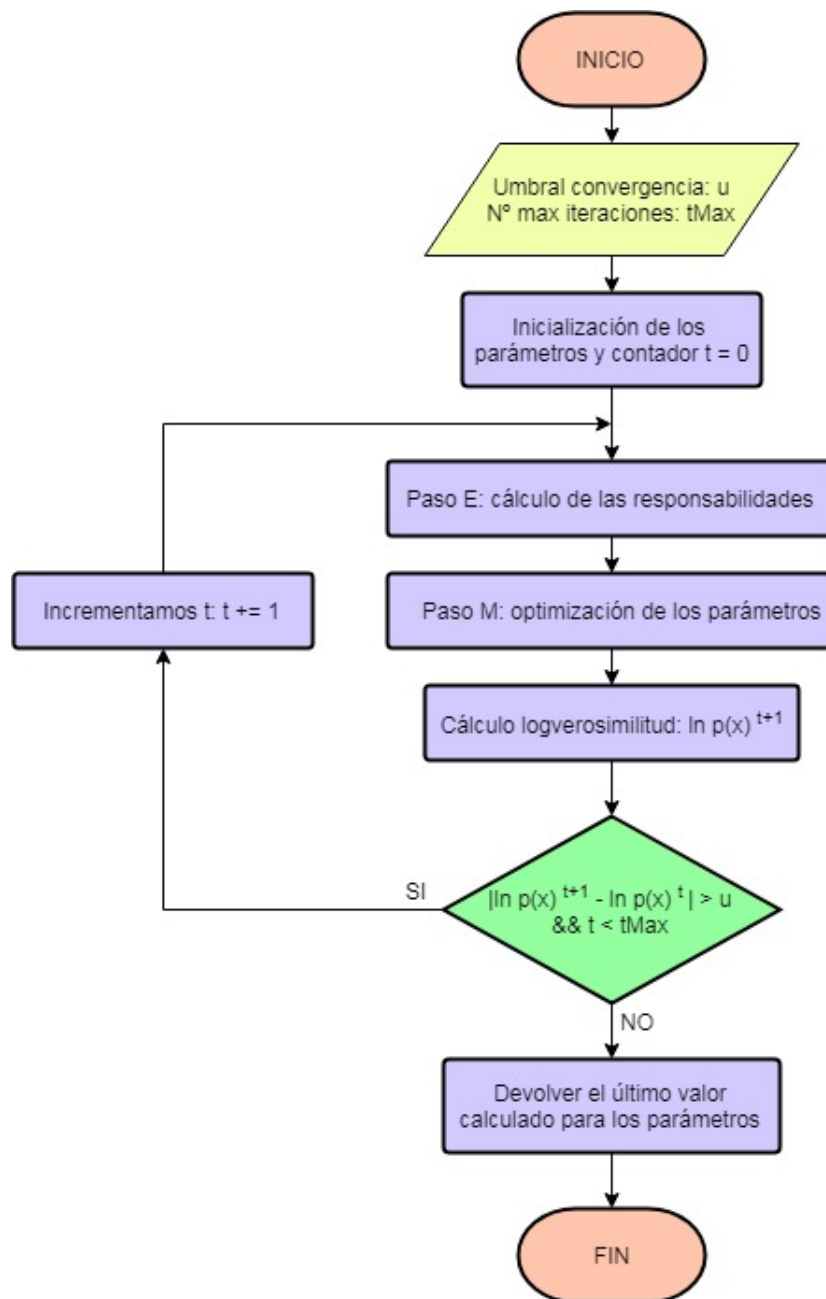 INICIO
Umbral convergencia: u
Nº max iteraciones: tMax
Inicialización de los
parámetros y contador t = 0
Paso E: cálculo de las responsabilidades
Incrementamos t: t += 1
Paso M: optimización de los parámetros
Cálculo logverosimilitud: ln p(x) t+1
SI
|ln p(x) t+1 - ln p(x) t | > u
&& t < tMax
NO
Devolver el último valor
calculado para los parámetros
FIN